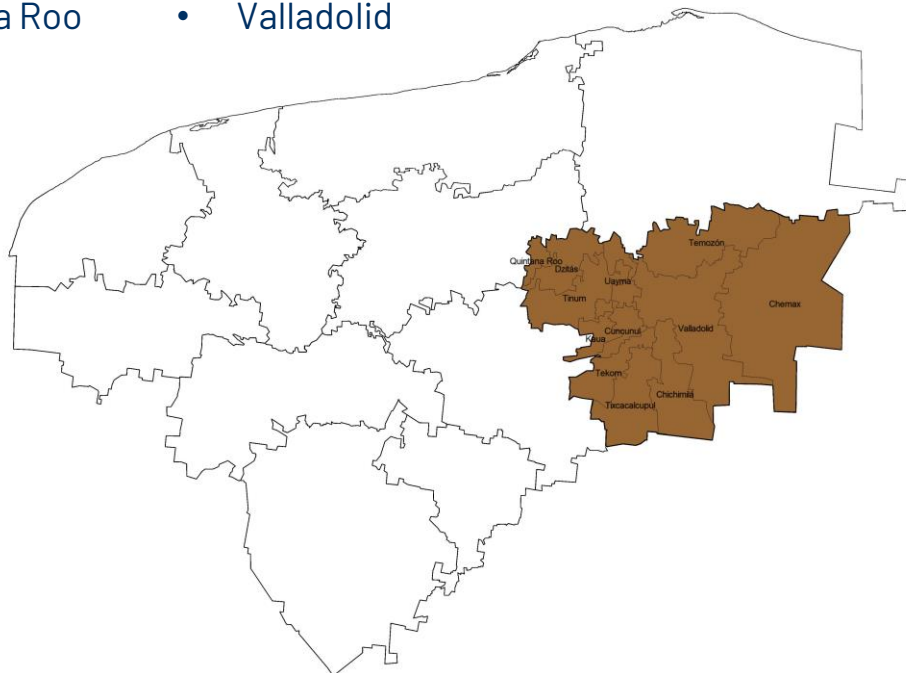 a Roo • Valladolid
Temozón
Quintana Roo
Dzitás
Uayma
Tinum
Chemax
Cuncunul
Valladolid
Kaua
Tekom
Chichimilá
Tixcacalcupul